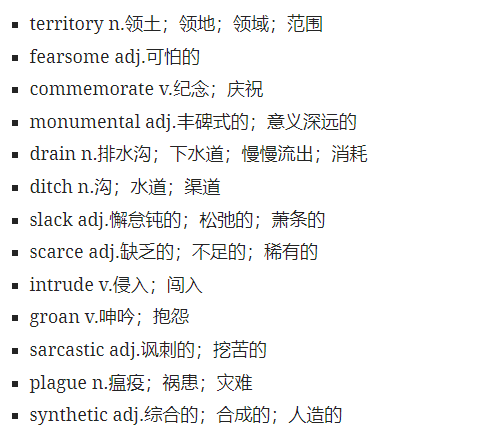 territory n.领土；领地；领域；范围
fearsome adj.可怕的
commemorate v.纪念；庆祝
monumental adj.丰碑式的；意义深远的
drain n.排水沟；下水道；慢慢流出；消耗
ditch n.沟；水道；渠道
slack adj.懈怠钝的；松弛的；萧条的
scarce adj.缺乏的；不足的；稀有的
intrude v.侵入；闯入
groan v.呻吟；抱怨
sarcastic adj.讽刺的；挖苦的
plague n.瘟疫；祸患；灾难
synthetic adj.综合的；合成的；人造的